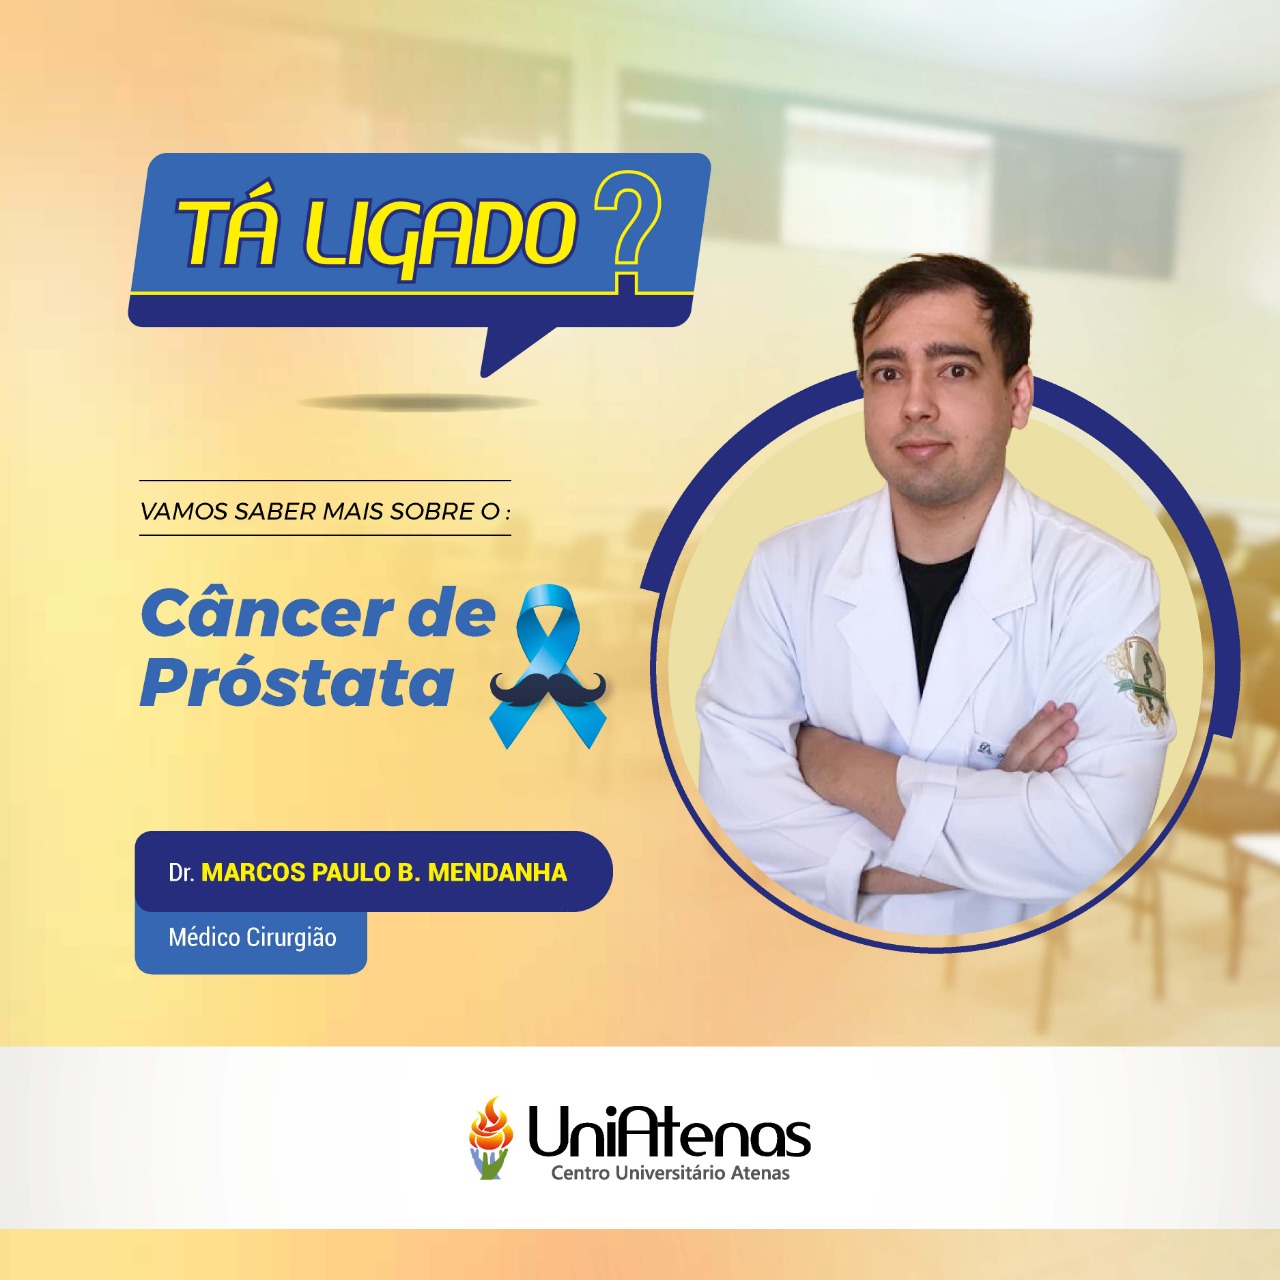 TÁ LIGADO?
VAMOS SABER MAIS SOBRE O :
Câncer de
Próstata
Dr. MARCOS PAULO B. MENDANHA
Médico Cirurgião
Dr.
UniAtenas
Centro Universitário Atenas